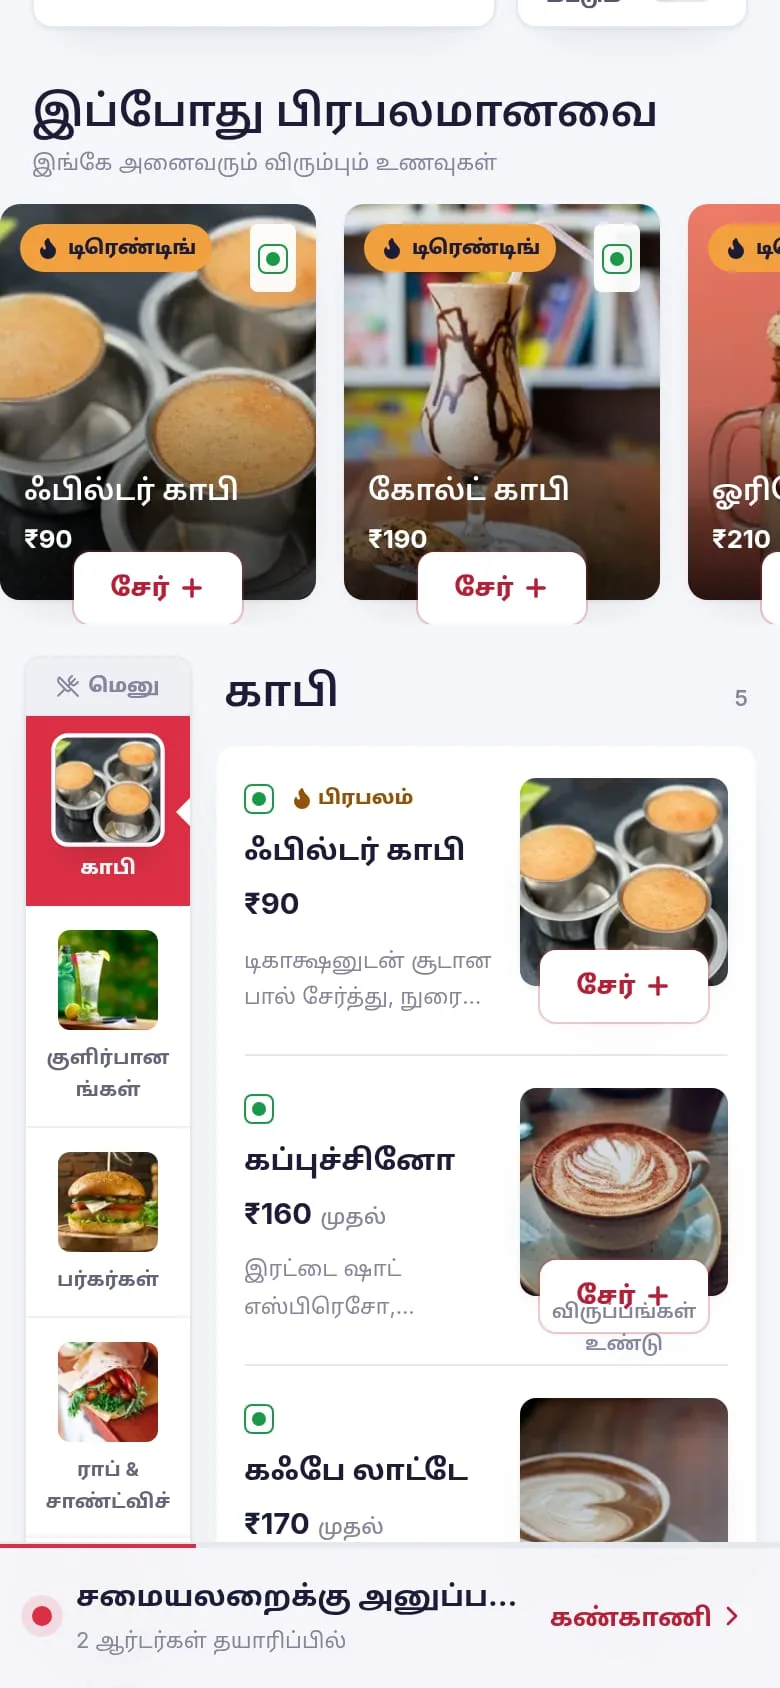 இப்போது பிரபலமானவை
இங்கே அனைவரும் விரும்பும் உணவுகள்
டிரெண்டிங்
டிரெண்டிங்
ஃபில்டர் காபி
₹90
சேர் +
கோல்ட் காபி
₹190
சேர் +
₹210
மெனு
காபி
குளிர்பான
ங்கள்
பர்கர்கள்
ராப் &
சாண்ட்விச்
காபி
5
பிரபலம்
ஃபில்டர் காபி
₹90
டிகாக்ஷனுடன் சூடான
பால் சேர்த்து, நுரை...
சேர் +
கப்புச்சினோ
₹160 முதல்
இரட்டை ஷாட்
எஸ்பிரெசோ,...
சேர் +
விருப்பங்கள்
உண்டு
கஃபே லாட்டே
₹170 முதல்
சமையலறைக்கு அனுப்ப...
2 ஆர்டர்கள் தயாரிப்பில்
கண்காணி